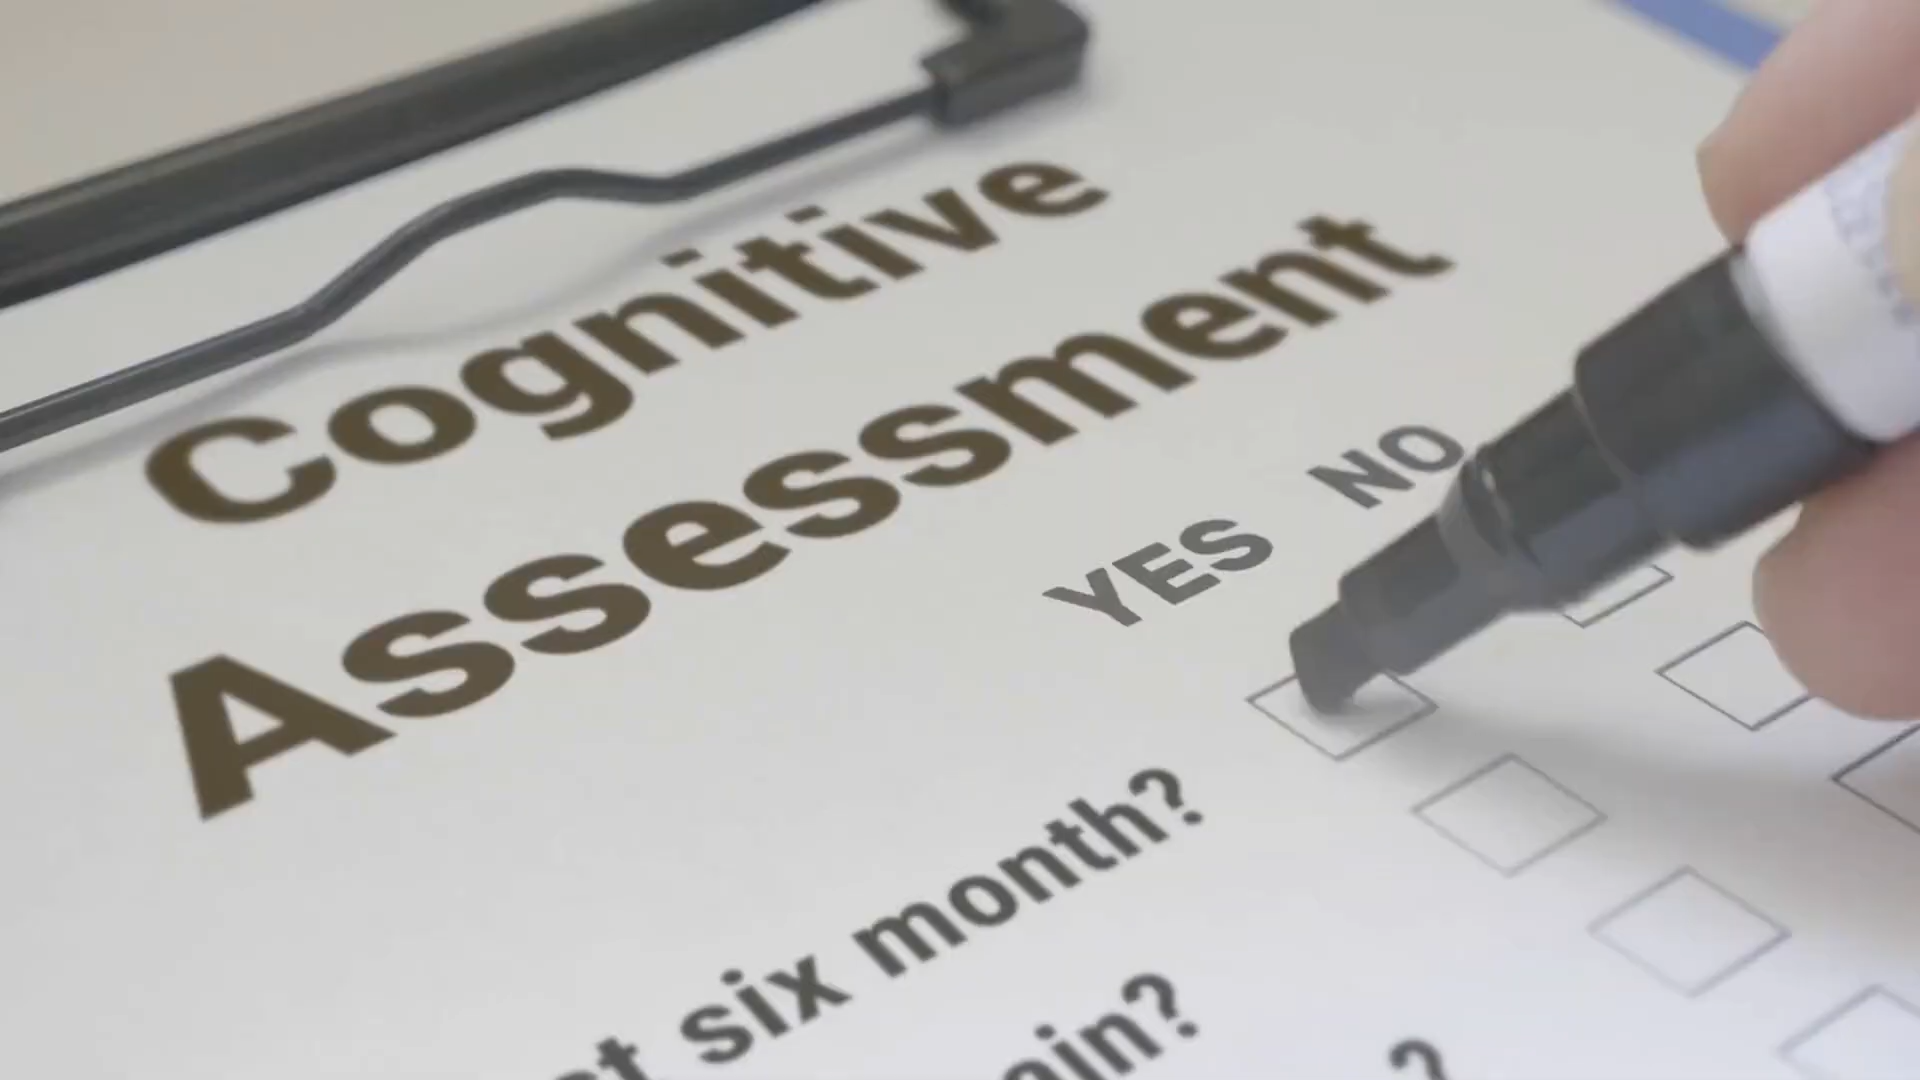 Cognitive
Assessment
YES NO
six month?
?